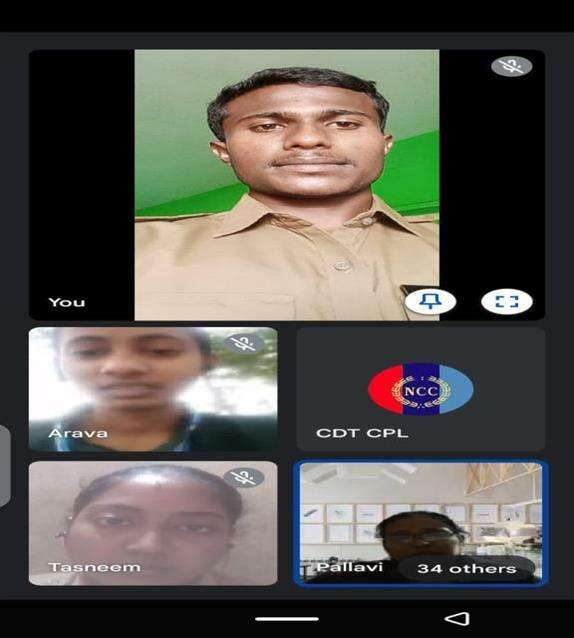 You
Arava
NCC
CDT CPL
Tasneem
Pallavi
34 others